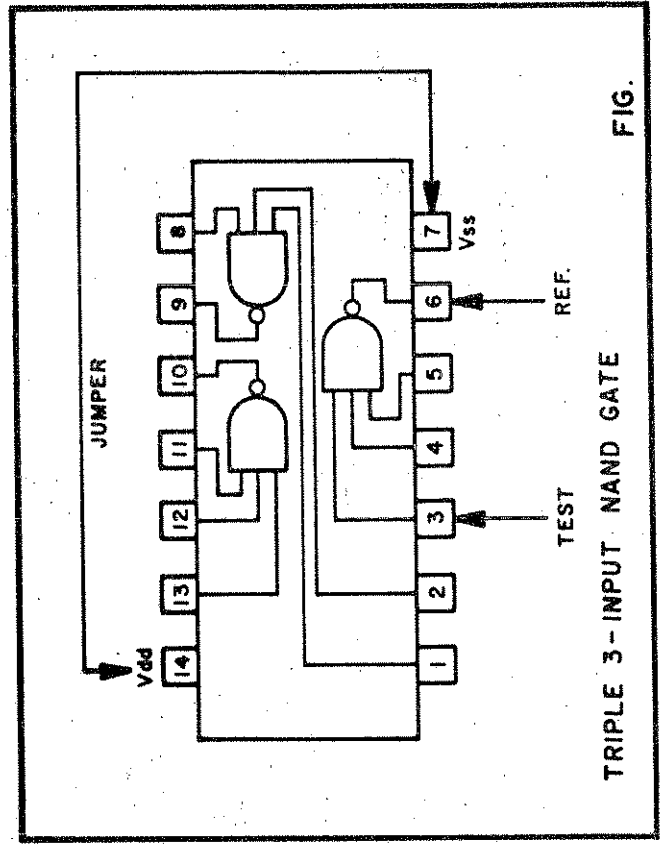 JUMPER
Vdd
14 13 12 11 10 9 8
1 2 3 4 5 6 7
Vss
TEST
REF.
TRIPLE 3-INPUT NAND GATE
FIG.